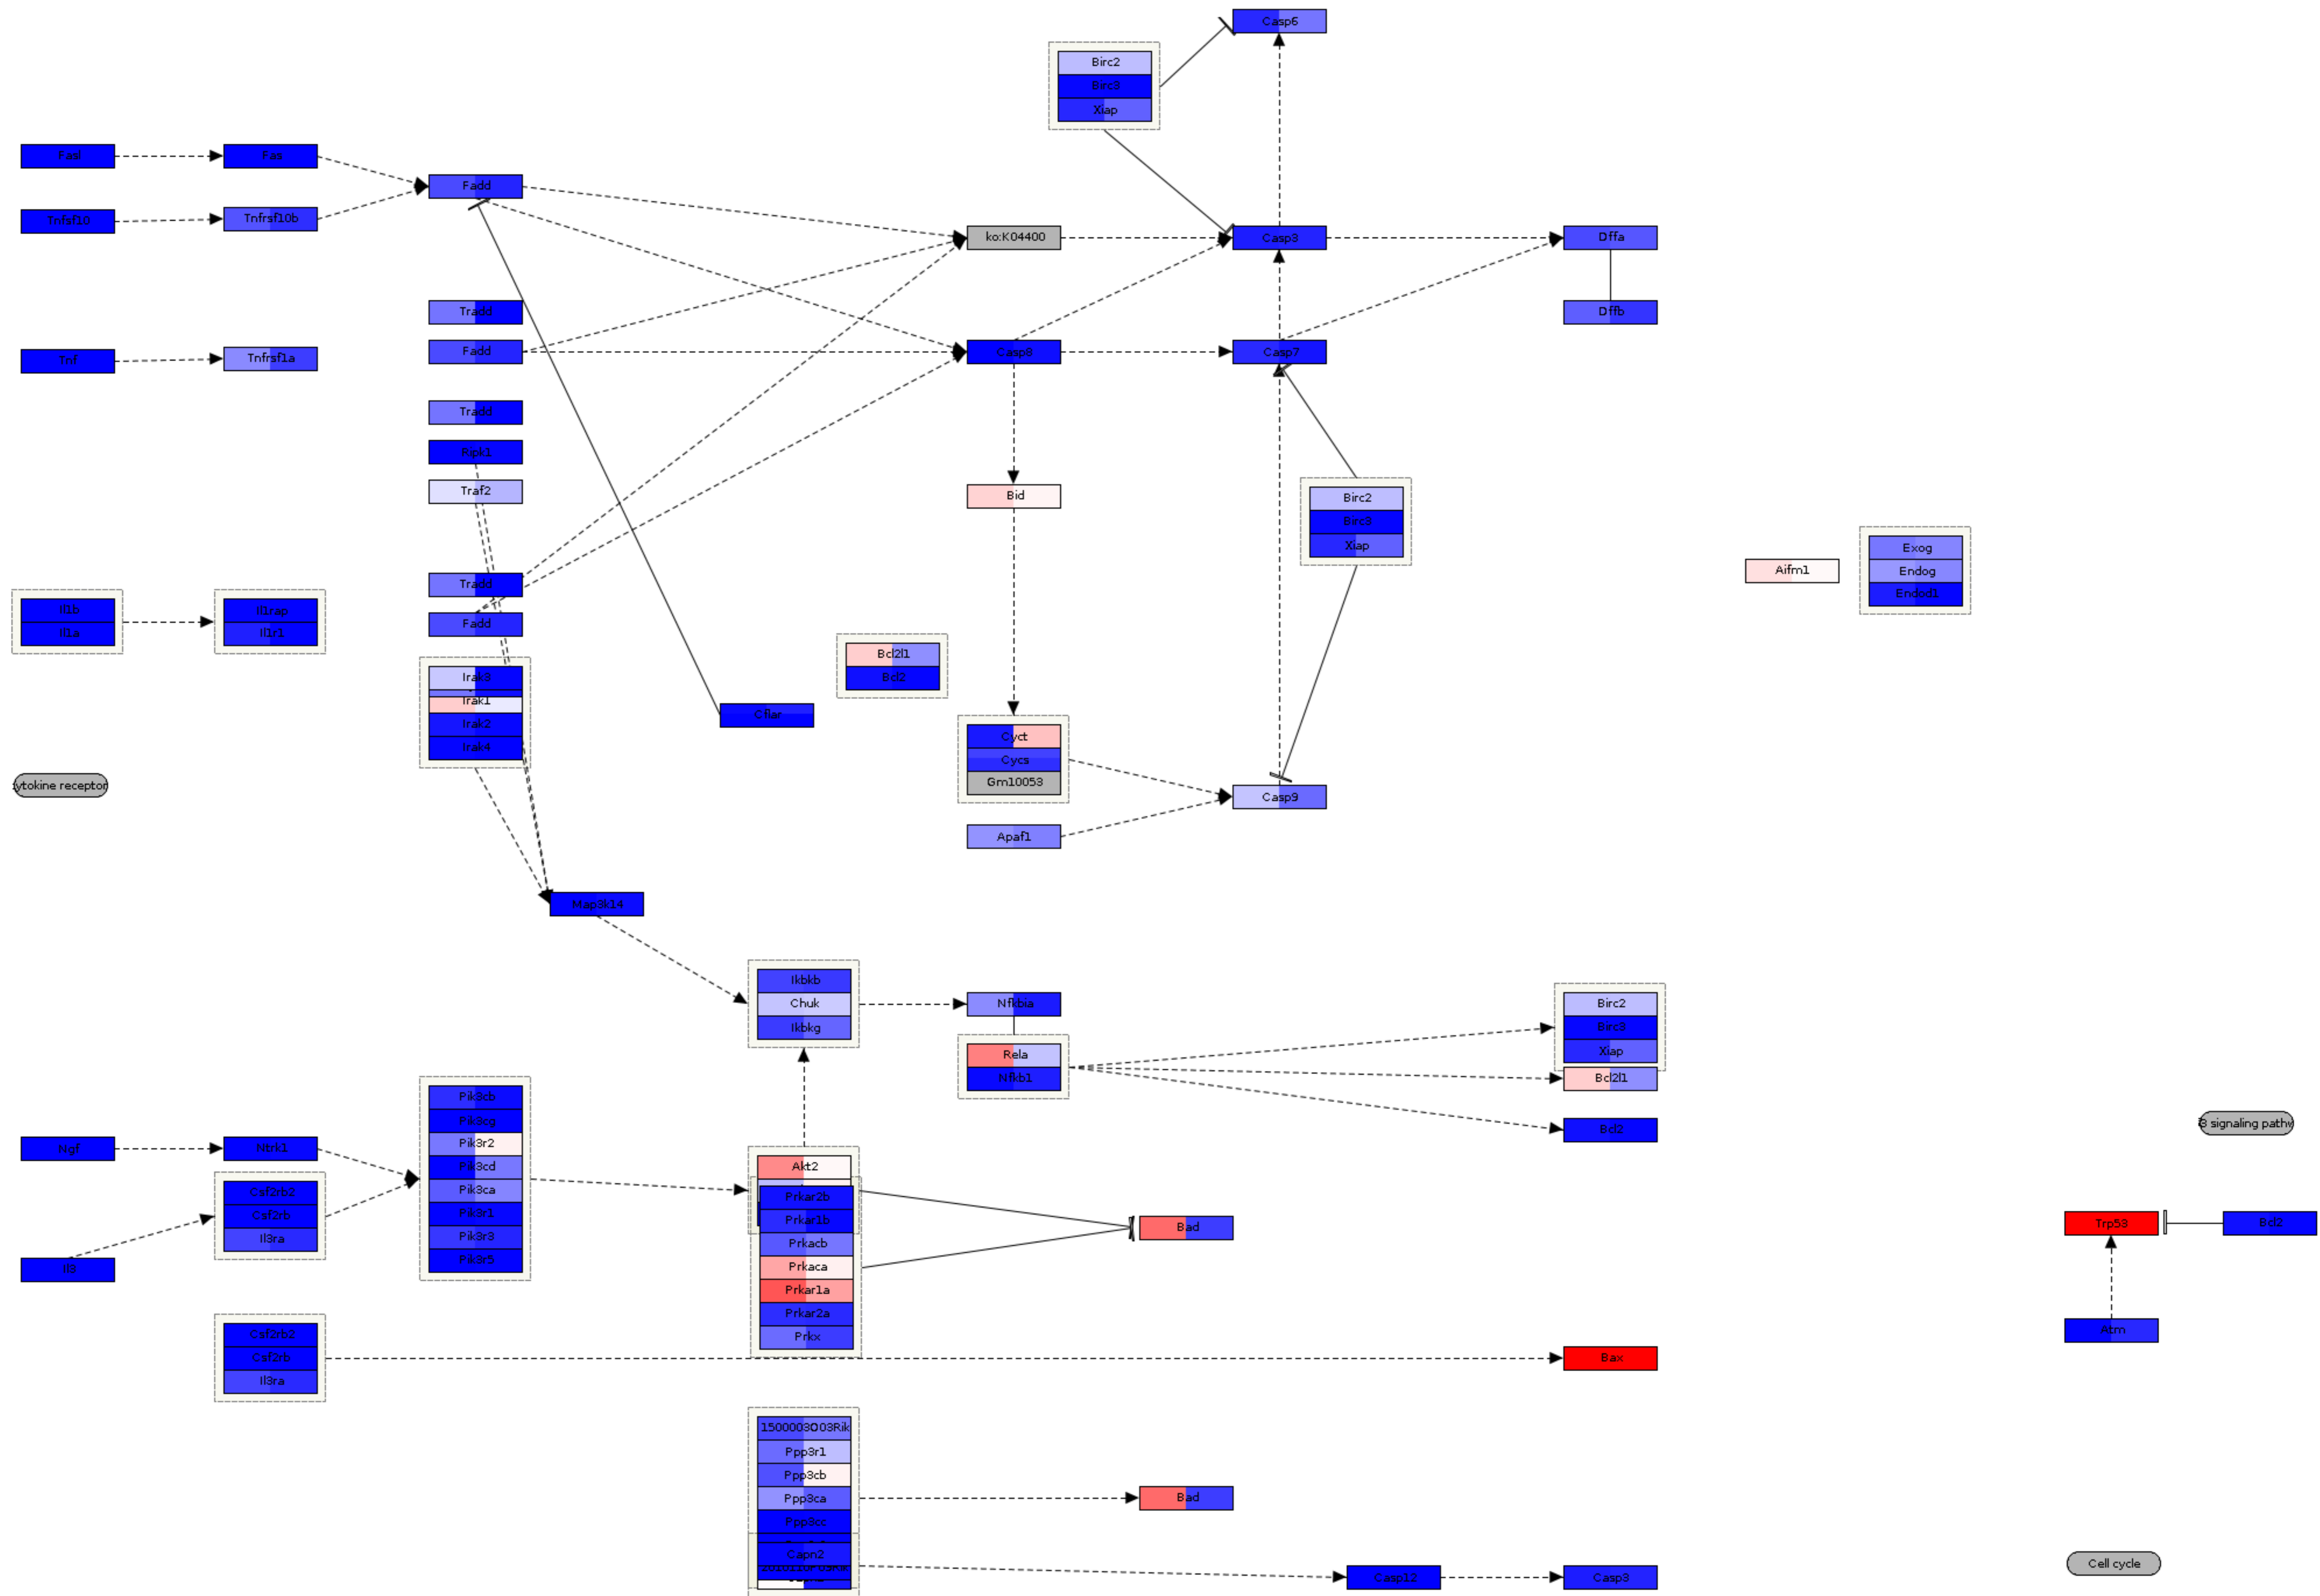 Casp6
Birc2
Birc3
Xiap
Fasl
Fas
Fadd
Tnfsf10
Tnfrsf10b
ko:K04400
Casp3
Dffa
Tradd
Dffb
Tnf
Tnfrsf1a
Fadd
Casp8
Casp7
Tradd
Ripk1
Traf2
Bid
Birc2
Birc3
Xiap
Aifm1
Exog
Endog
Endod1
Tradd
Fadd
Il1b
Il1a
Il1rap
Il1r1
Bcl2l1
Bcl2
Irak3
Irak1
Irak2
Irak4
Cflar
Cyct
Cycs
Gm10053
ytokine receptor
Casp9
Apaf1
Map3k14
Ikbkb
Chuk
Ikbkg
Nfkbia
Birc2
Birc3
Xiap
Rela
Nfkb1
Bcl2l1
Bcl2
Pik3cb
Pik3cg
Pik3r2
Pik3cd
Pik3ca
Pik3r1
Pik3r3
Pik3r5
3 signaling pathw
Ngf
Ntrk1
Akt2
Csf2rb2
Csf2rb
Il3ra
Prkar2b
Prkar1b
Prkacb
Prkaca
Prkar1a
Prkar2a
Prkx
Bad
Trp53
Bcl2
Il3
Atm
Csf2rb2
Csf2rb
Il3ra
Bax
1500003O03Rik
Ppp3r1
Ppp3cb
Ppp3ca
Ppp3cc
Bad
Capn2
Casp12
Casp3
Cell cycle